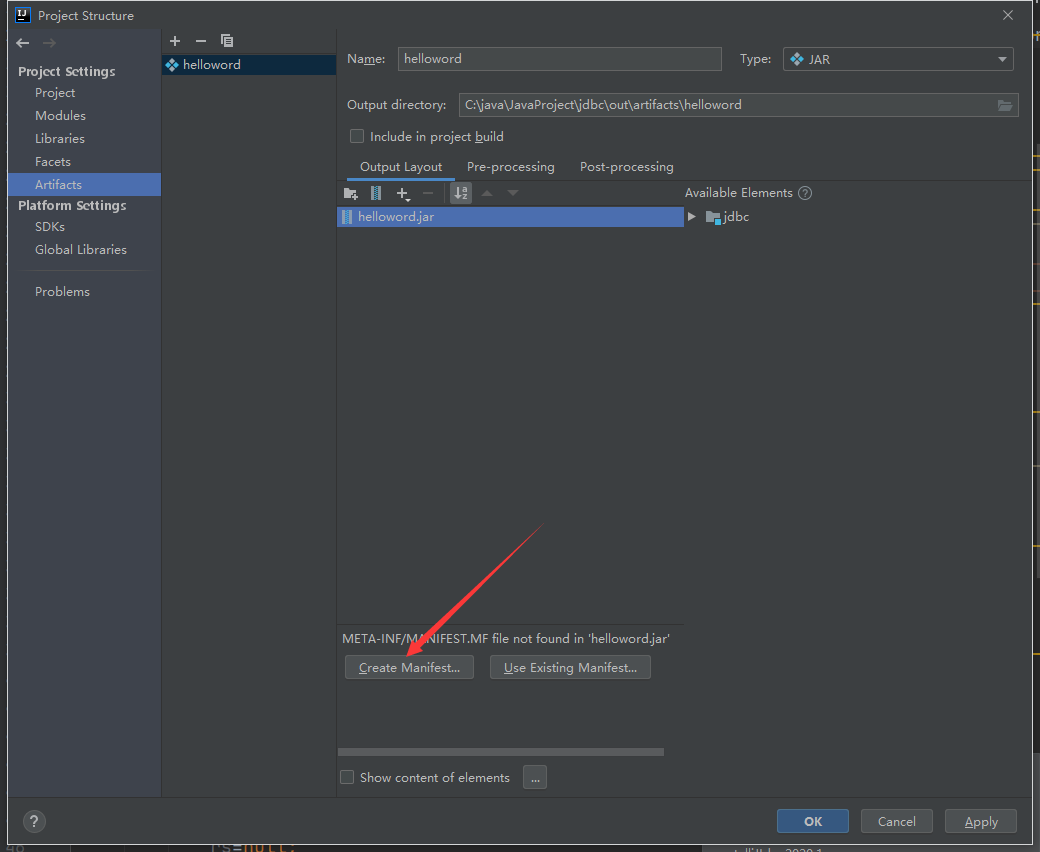 Project Structure
Project Settings
Project
Modules
Libraries
Facets
Artifacts
Platform Settings
SDKs
Global Libraries
Problems
helloword
Name: helloword Type: JAR
Output directory: C:\java\JavaProject\jdbc\out\artifacts\helloword
Include in project build
Output Layout Pre-processing Post-processing
Available Elements
helloword.jar
jdbc
META-INF/MANIFEST.MF file not found in 'helloword.jar'
Create Manifest... Use Existing Manifest...
Show content of elements ...
? OK Cancel Apply